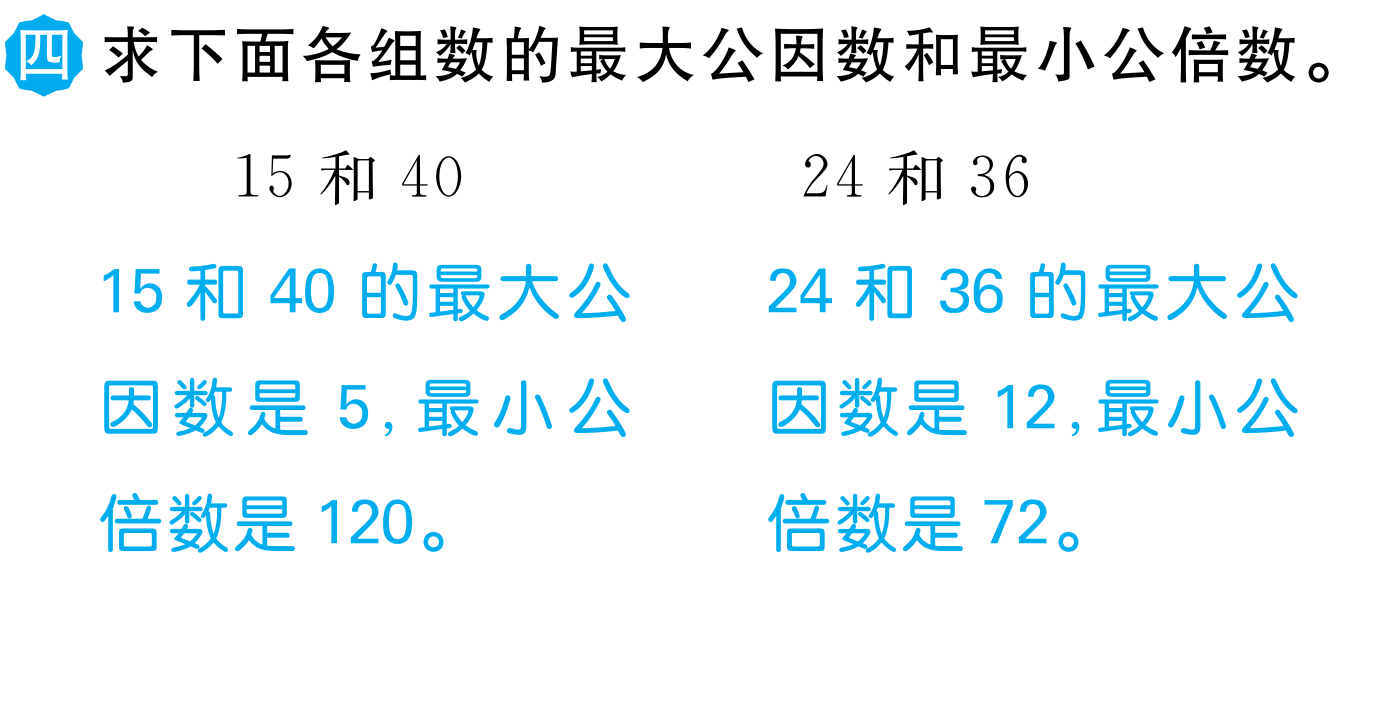 四 求下面各组数的最大公因数和最小公倍数。
15 和 40
24 和 36
15 和 40 的最大公
因数是 5,最小公
倍数是 120。
24 和 36 的最大公
因数是 12,最小公
倍数是 72。